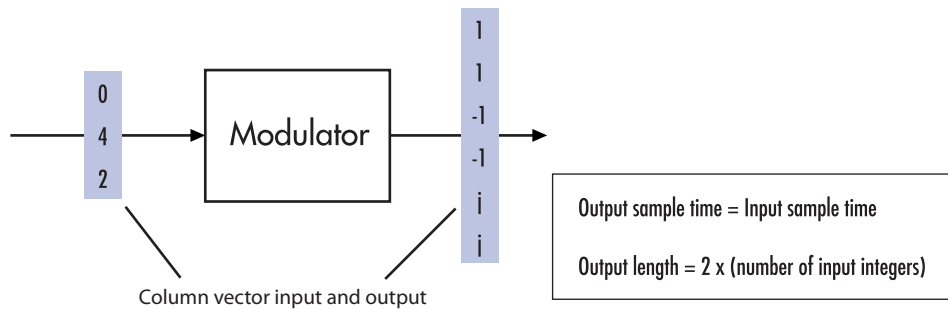 0
4
2
Modulator
1
1
-1
-1
i
i
Column vector input and output
Output sample time = Input sample time
Output length = 2 x (number of input integers)